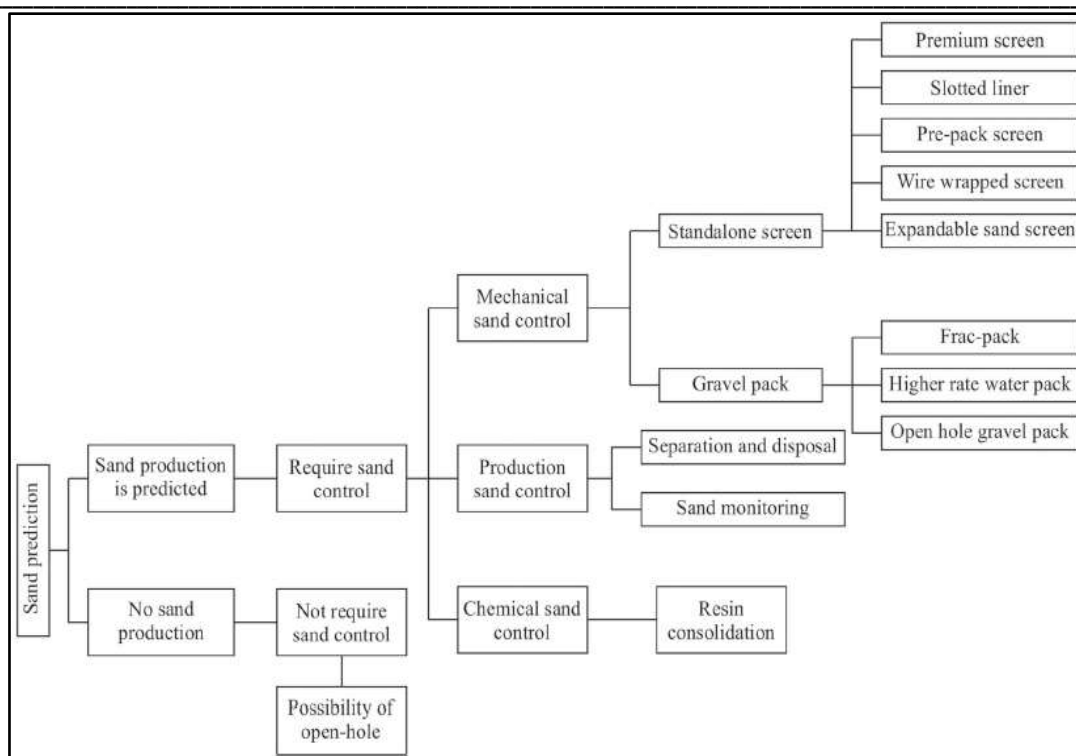 Premium screen
Slotted liner
Pre-pack screen
Wire wrapped screen
Standalone screen
Expandable sand screen
Mechanical
sand control
Frac-pack
Gravel pack
Higher rate water pack
Open hole gravel pack
Separation and disposal
Sand production
is predicted
Require sand
control
Production
sand control
Sand monitoring
Sand prediction
No sand
production
Not require
sand control
Chemical sand
control
Resin
consolidation
Possibility of
open-hole